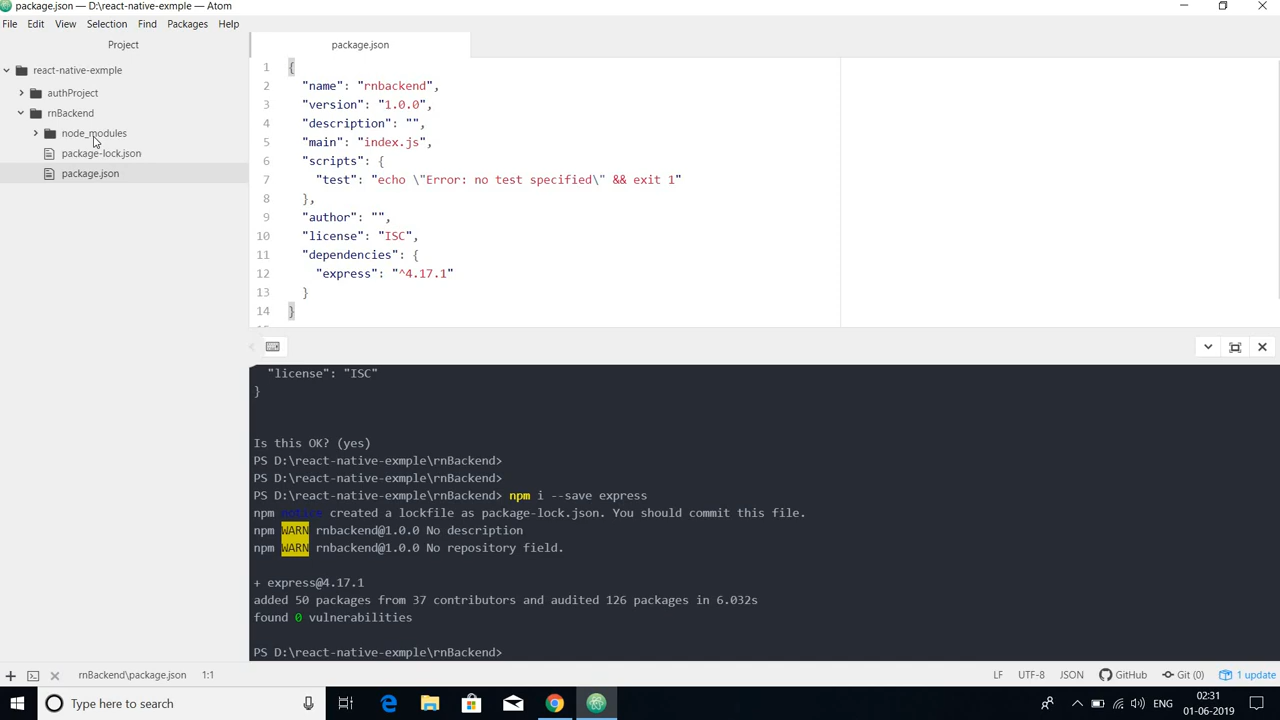 package.json — D:\react-native-exmple — Atom
File Edit View Selection Find Packages Help
Project
react-native-exmple
authProject
rnBackend
node_modules
package-lock.json
package.json
package.json
1 {
2 "name": "rnbackend",
3 "version": "1.0.0",
4 "description": "",
5 "main": "index.js",
6 "scripts": {
7 "test": "echo \"Error: no test specified\" && exit 1"
8 },
9 "author": "",
10 "license": "ISC",
11 "dependencies": {
12 "express": "^4.17.1"
13 }
14 }
"license": "ISC"
}
Is this OK? (yes)
PS D:\react-native-exmple\rnBackend>
PS D:\react-native-exmple\rnBackend>
PS D:\react-native-exmple\rnBackend> npm i --save express
npm notice created a lockfile as package-lock.json. You should commit this file.
npm WARN rnbackend@1.0.0 No description
npm WARN rnbackend@1.0.0 No repository field.
+ express@4.17.1
added 50 packages from 37 contributors and audited 126 packages in 6.032s
found 0 vulnerabilities
PS D:\react-native-exmple\rnBackend>
rnBackend\package.json 1:1 LF UTF-8 JSON GitHub Git (0) 1 update
Type here to search
ENG
02:31
01-06-2019